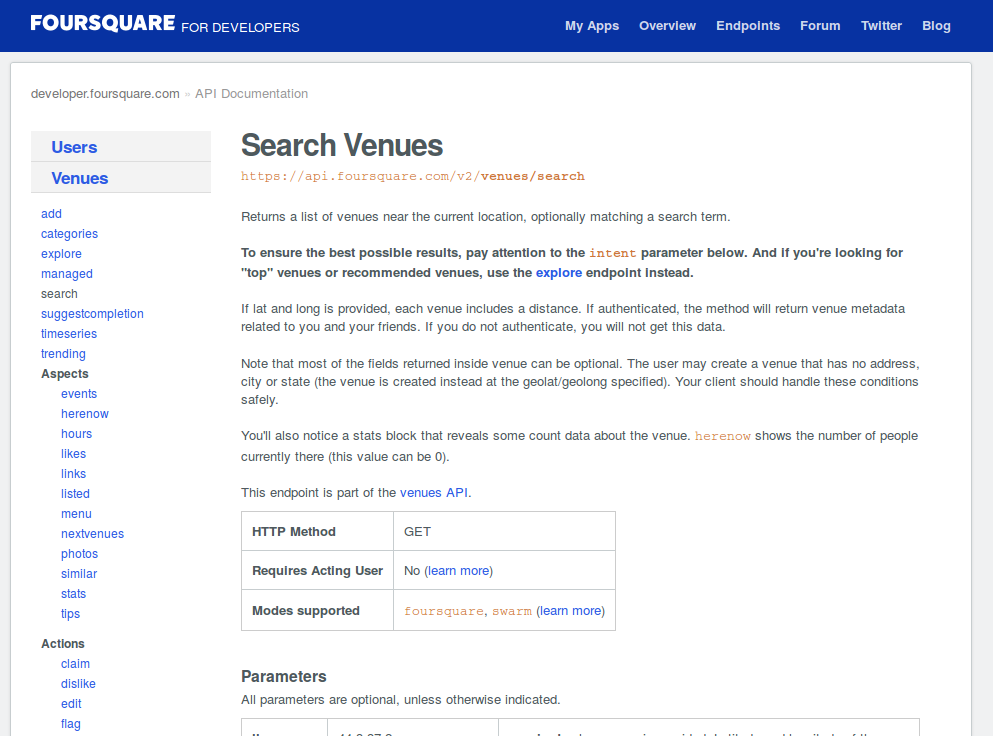 FOURSQUARE FOR DEVELOPERS
My Apps Overview Endpoints Forum Twitter Blog
developer.foursquare.com » API Documentation
Users
Venues
add
categories
explore
managed
search
suggestcompletion
timeseries
trending
Aspects
events
herenow
hours
likes
links
listed
menu
nextvenues
photos
similar
stats
tips
Actions
claim
dislike
edit
flag
Search Venues
https://api.foursquare.com/v2/venues/search
Returns a list of venues near the current location, optionally matching a search term.
To ensure the best possible results, pay attention to the intent parameter below. And if you're looking for
"top" venues or recommended venues, use the explore endpoint instead.
If lat and long is provided, each venue includes a distance. If authenticated, the method will return venue metadata
related to you and your friends. If you do not authenticate, you will not get this data.
Note that most of the fields returned inside venue can be optional. The user may create a venue that has no address,
city or state (the venue is created instead at the geolat/geolong specified). Your client should handle these conditions
safely.
You'll also notice a stats block that reveals some count data about the venue. herenow shows the number of people
currently there (this value can be 0).
This endpoint is part of the venues API.
HTTP Method GET
Requires Acting User No (learn more)
Modes supported foursquare, swarm (learn more)
Parameters
All parameters are optional, unless otherwise indicated.